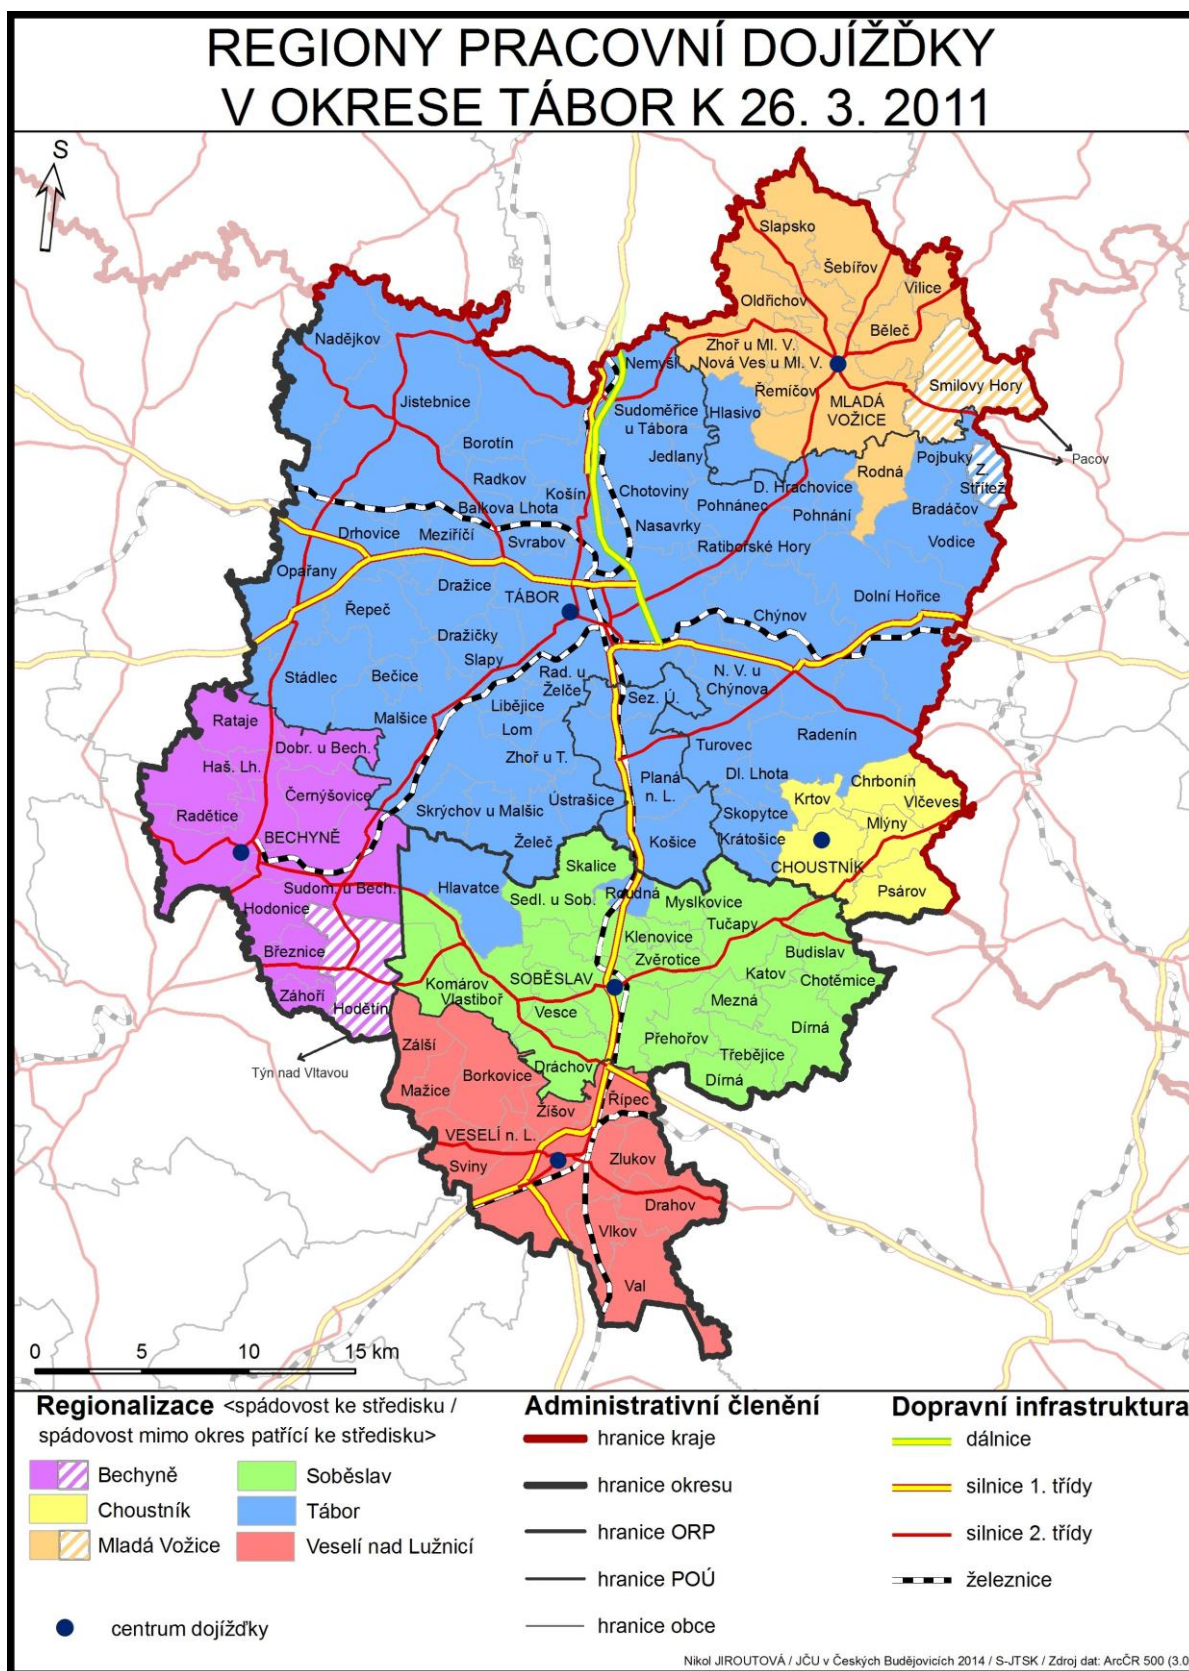 REGIONY PRACOVNÍ DOJÍŽĎKY
V OKRESE TÁBOR K 26. 3. 2011
S
Slapsko
Šebířov
Vilice
Oldřichov
Běleč
Nadějkov
Zhoř u Ml. V.
Nemyšl
Nová Ves u Ml. V.
Smilovy Hory
Řemíčov
Jistebnice
MLADÁ
VOŽICE
Sudoměřice
u Tábora
Hlasivo
Borotín
Jedlany
Pojbuky
Pacov
Rodná
Z.
Střítež
Radkov
Košín
Chotoviny
D. Hrachovice
Pohnánec
Pohnání
Bradáčov
Balkova Lhota
Nasavrky
Drhovice
Meziříčí
Svrabov
Ratibořské Hory
Vodice
Opařany
Dražice
TÁBOR
Dolní Hořice
Řepeč
Chýnov
Dražičky
Slapy
Stádlec
Bečice
Rad. u
Želče
Sez. Ú.
N. V. u
Chýnova
Libějice
Malšice
Rataje
Lom
Radenín
Dobr. u Bech.
Zhoř u T.
Turovec
Haš. Lh.
Planá
n. L.
Dl. Lhota
Chrbonín
Černýšovice
Krtov
Vlčeves
Radětice
Skrýchov u Malšic
Ústrašice
Skopytce
Mlýny
BECHYNĚ
Želeč
Košice
Krátošice
CHOUSTNÍK
Skalice
Sudom. u Bech.
Hlavatce
Sedl. u Sob.
Roudná
Psárov
Hodonice
Myslkovice
Tučapy
Klenovice
Březnice
Zvěrotice
Budislav
Komárov
SOBĚSLAV
Katov
Chotěmice
Záhoří
Hodětín
Vlastiboř
Vesce
Mezná
Dírná
Zálší
Přehořov
Třebějice
Týn nad Vltavou
Borkovice
Dráchov
Dírná
Mažice
Žíšov
Řípec
VESELÍ n. L.
Sviny
Zlukov
Drahov
Vlkov
Val
0 5 10 15 km
Regionalizace <spádovost ke středisku /
spádovost mimo okres patřící ke středisku>
Bechyně
Soběslav
Choustník
Tábor
Mladá Vožice
Veselí nad Lužnicí
centrum dojížďky
Administrativní členění
hranice kraje
hranice okresu
hranice ORP
hranice POÚ
hranice obce
Dopravní infrastruktura
dálnice
silnice 1. třídy
silnice 2. třídy
železnice
Nikol JIROUTOVÁ / JČU v Českých Budějovicích 2014 / S-JTSK / Zdroj dat: ArcČR 500 (3.0